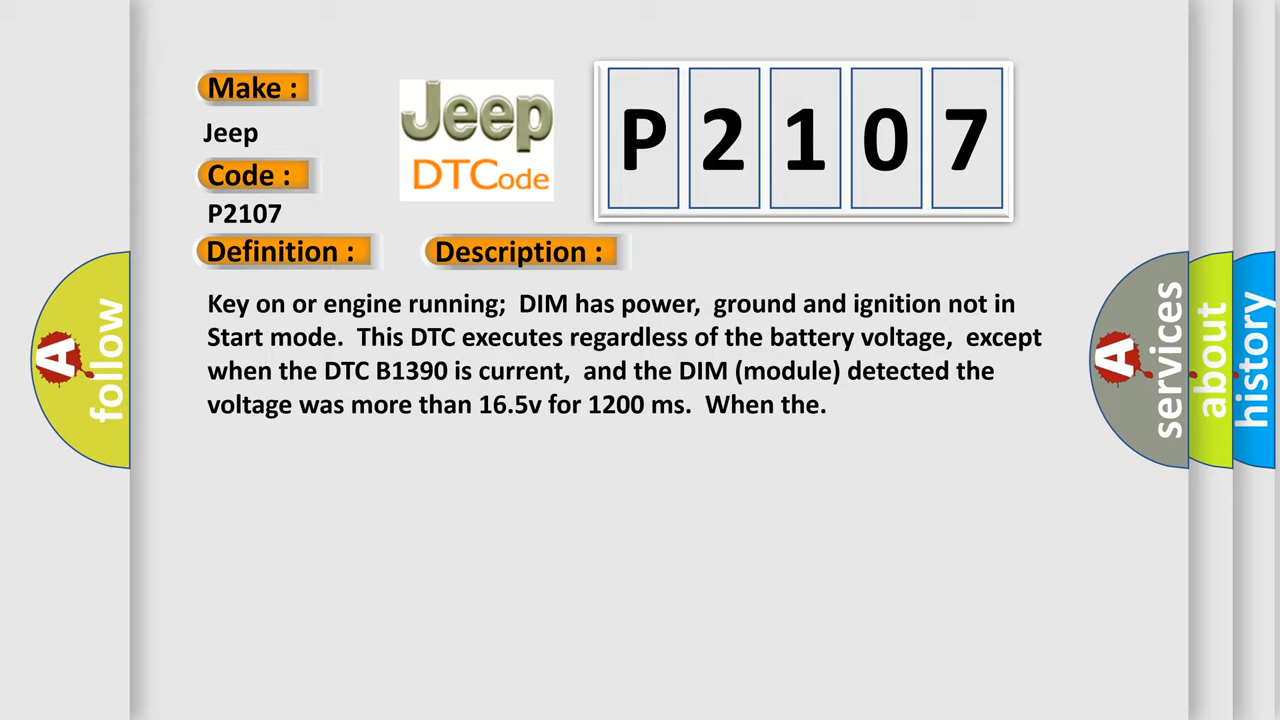 Make :
Jeep
Code :
P2107
Definition :
Description :
Jeep
DTCode
P 2 1 0 7
Key on or engine running; DIM has power, ground and ignition not in
Start mode. This DTC executes regardless of the battery voltage, except
when the DTC B1390 is current, and the DIM (module) detected the
voltage was more than 16.5v for 1200 ms. When the.
A follow
A services
about
history